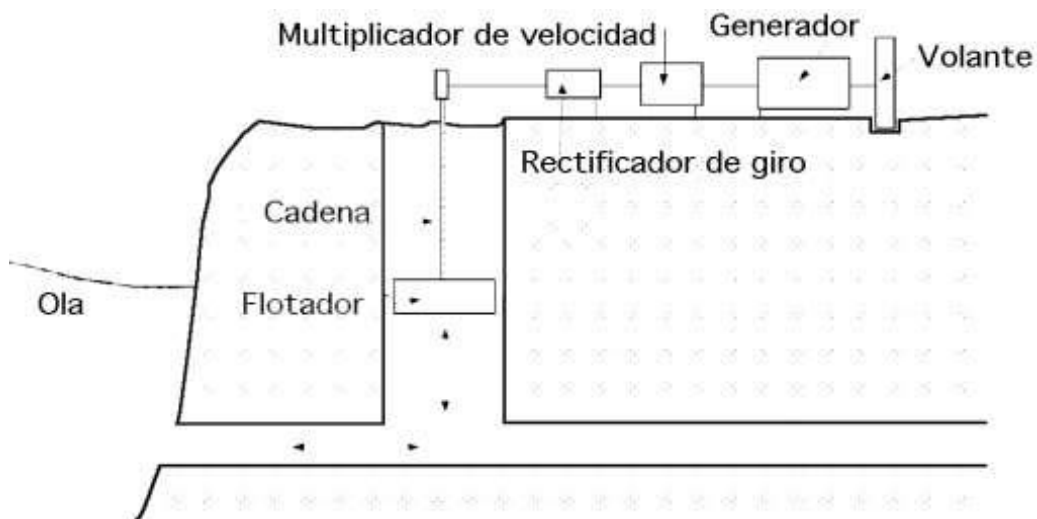 Generador
Multiplicador de velocidad
Volante
Rectificador de giro
Cadena
Ola
Flotador